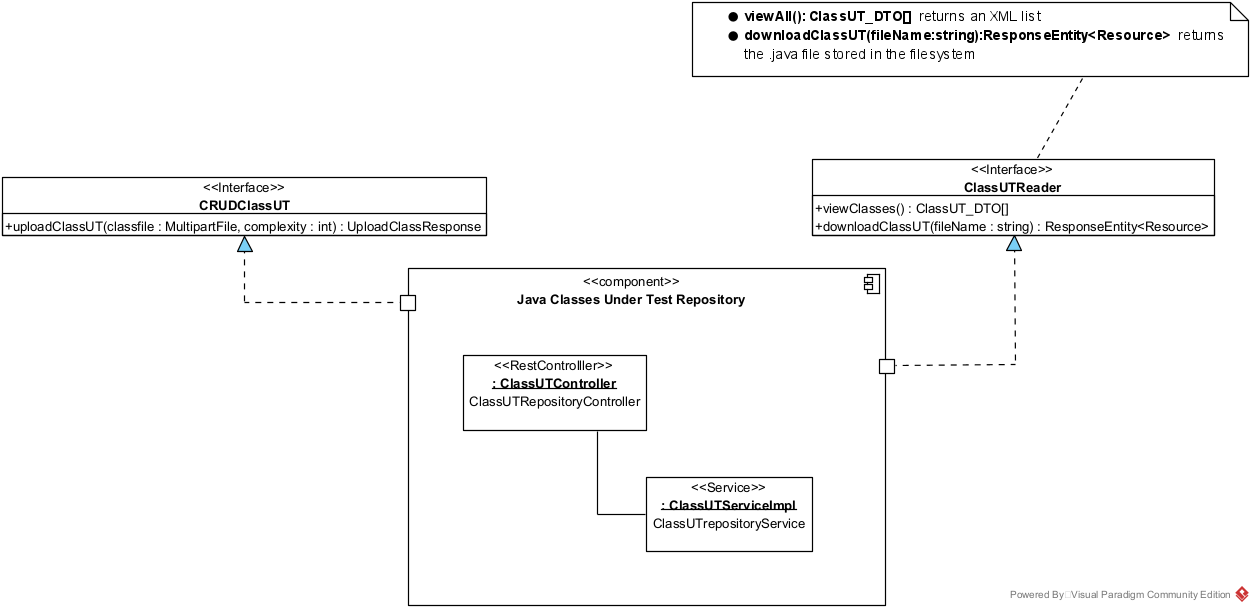 ● viewAll(): ClassUT_DTO[] returns an XML list
● downloadClassUT(fileName:string):ResponseEntity<Resource> returns
the .java file stored in the filesystem
<<Interface>>
CRUDClassUT
+uploadClassUT(classfile : MultipartFile, complexity : int) : UploadClassResponse
<<Interface>>
ClassUTReader
+viewClasses() : ClassUT_DTO[]
+downloadClassUT(fileName : string) : ResponseEntity<Resource>
<<component>>
Java Classes Under Test Repository
<<RestControlller>>
: ClassUTController
ClassUTRepositoryController
<<Service>>
: ClassUTServiceImpl
ClassUTrepositoryService
Powered By Visual Paradigm Community Edition